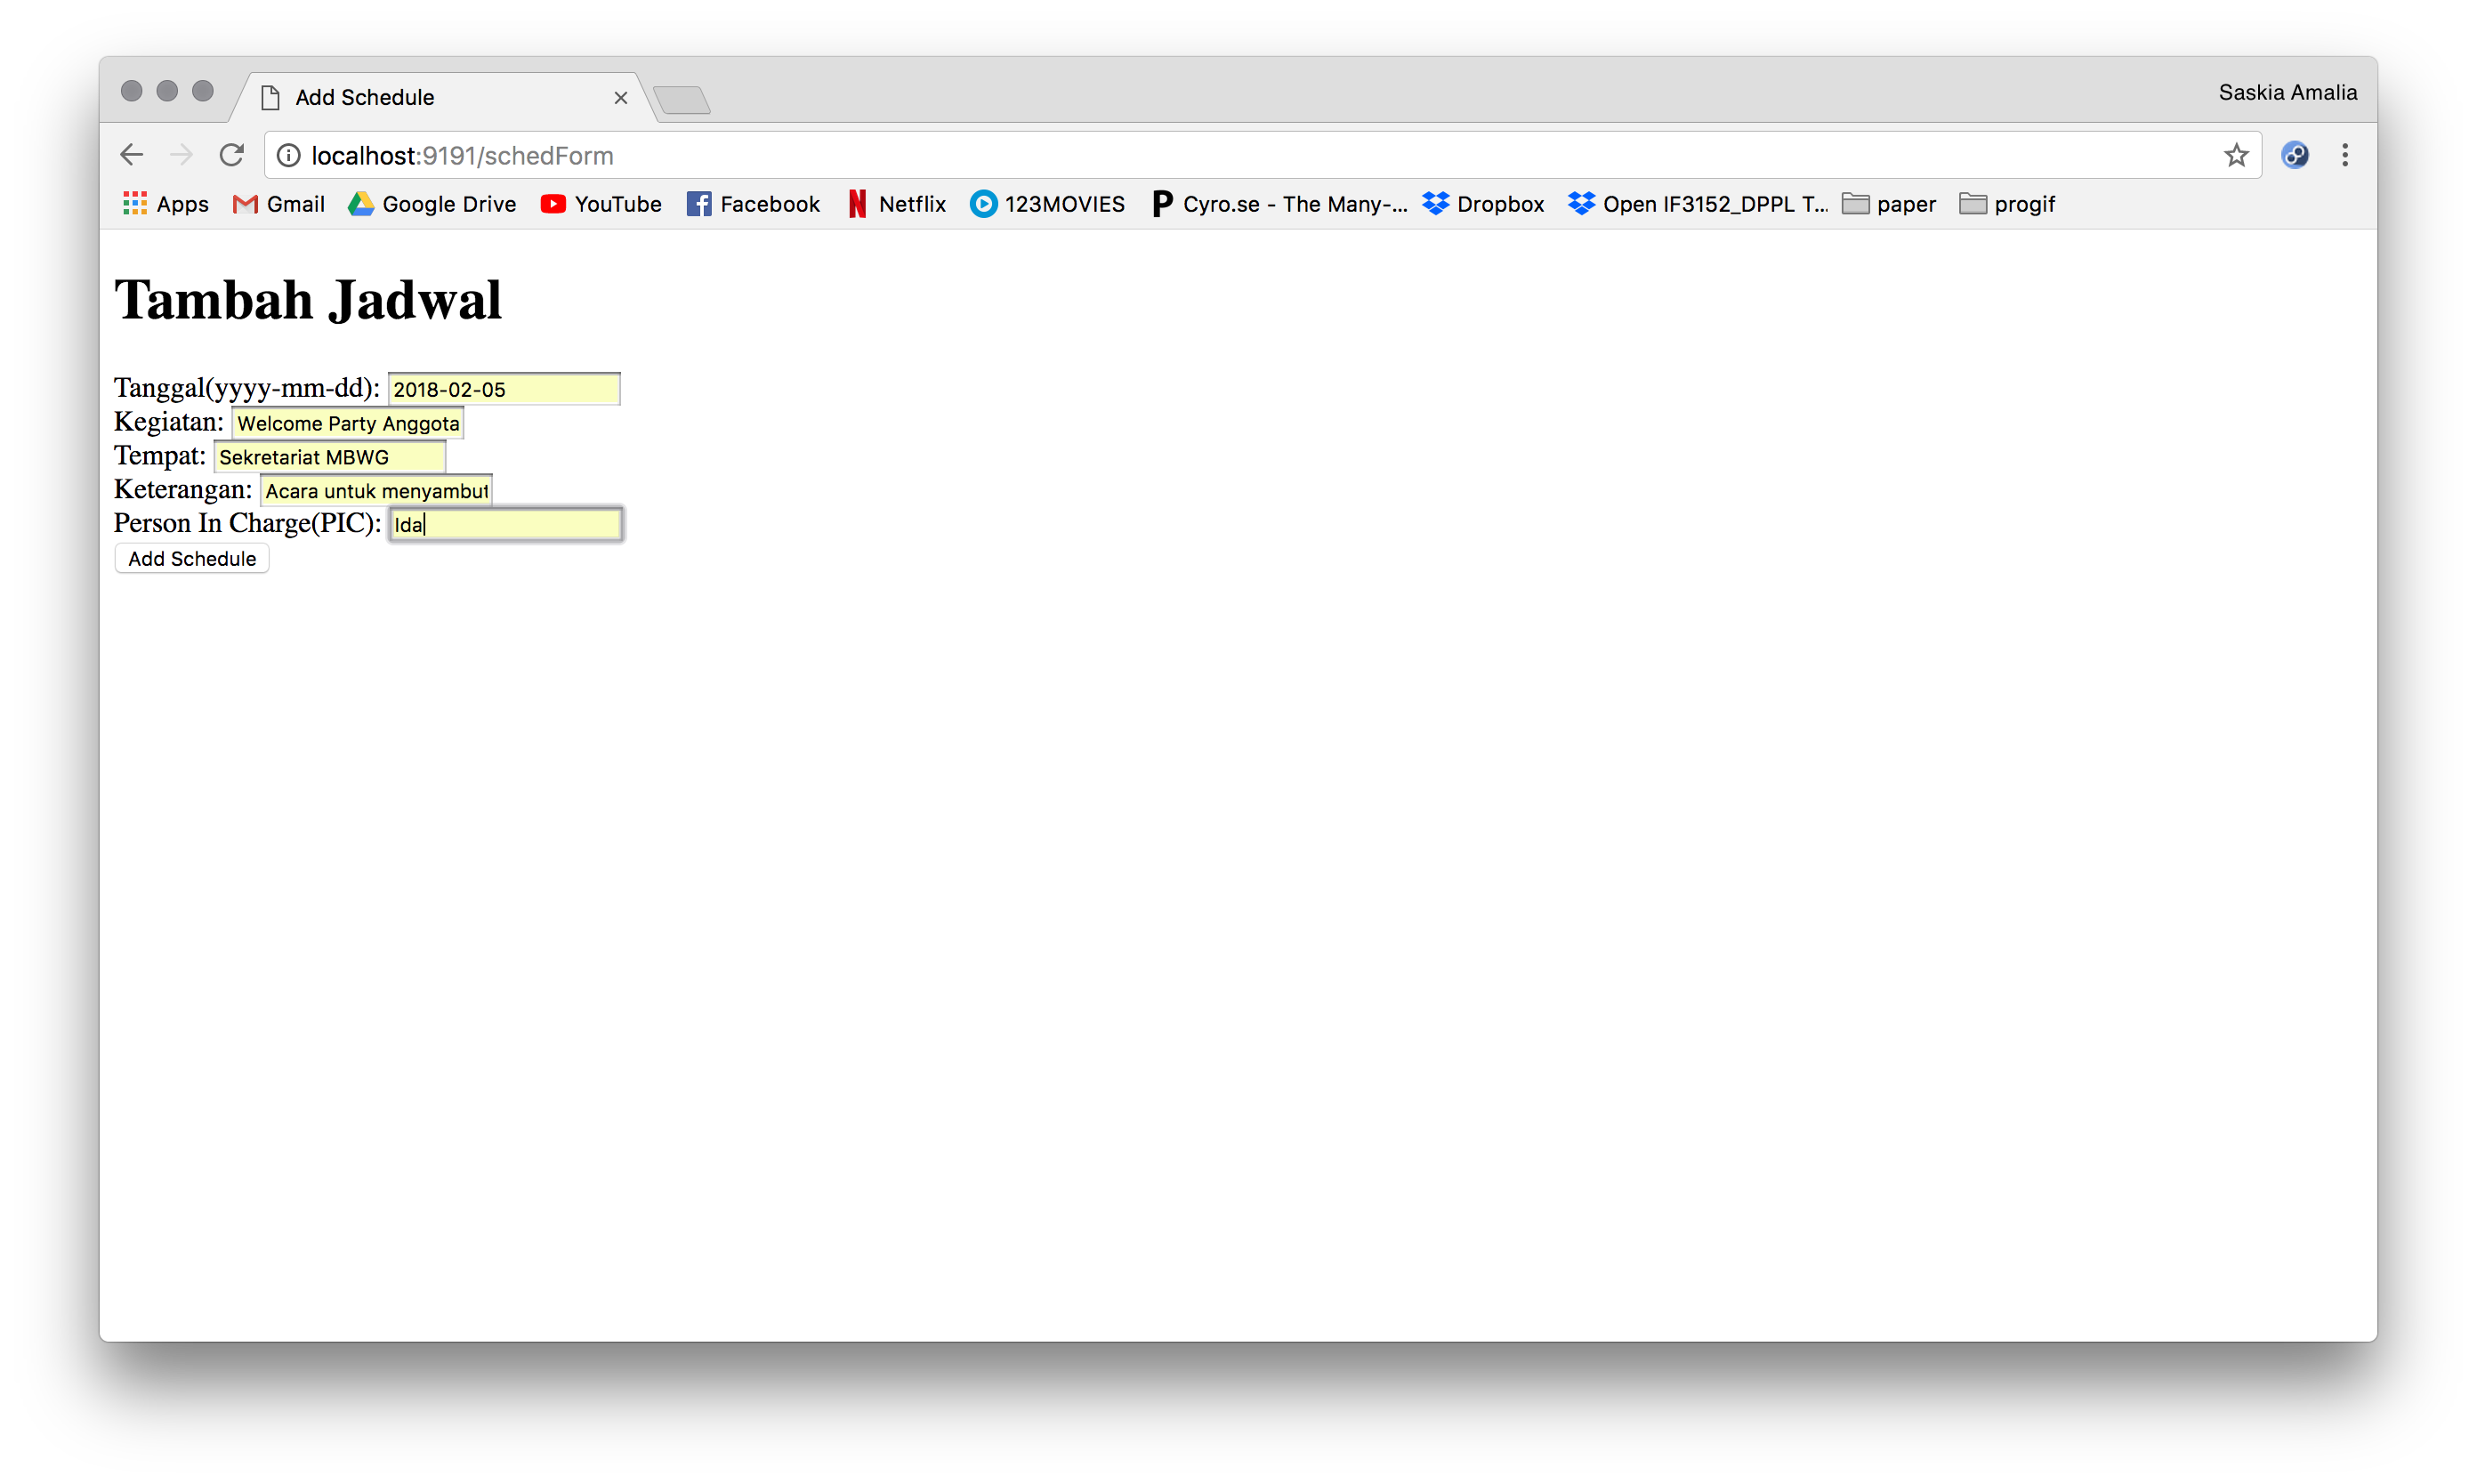 Add Schedule
Saskia Amalia
localhost:9191/schedForm
Apps Gmail Google Drive YouTube Facebook Netflix 123MOVIES Cyro.se - The Many-... Dropbox Open IF3152_DPPL T... paper progif
Tambah Jadwal
Tanggal(yyyy-mm-dd): 2018-02-05
Kegiatan: Welcome Party Anggota
Tempat: Sekretariat MBWG
Keterangan: Acara untuk menyambut
Person In Charge(PIC): Ida
Add Schedule